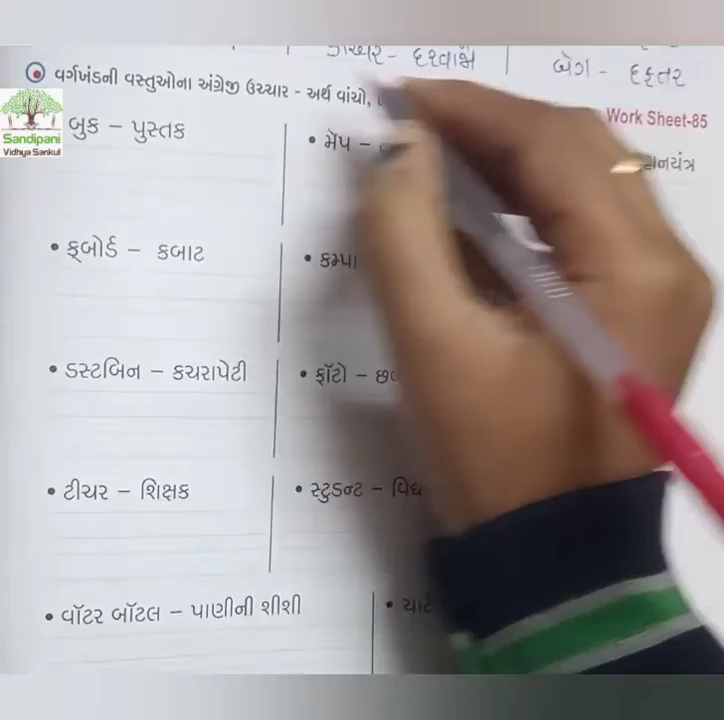 દરવાજો
બેગ - દફતર
વર્ગખંડની વસ્તુઓના અંગ્રેજી ઉચ્ચાર - અર્થ વાંચો,
Work Sheet-85
Sandipani
Vidhya Sankul
બુક – પુસ્તક
• મેપ –
• કૂબોર્ડ – કબાટ
• ડસ્ટબિન – કચરાપેટી
• ફૉટો –
• ટીચર – શિક્ષક
• સ્ટુડન્ટ –
• વૉટર બૉટલ – પાણીની શીશી